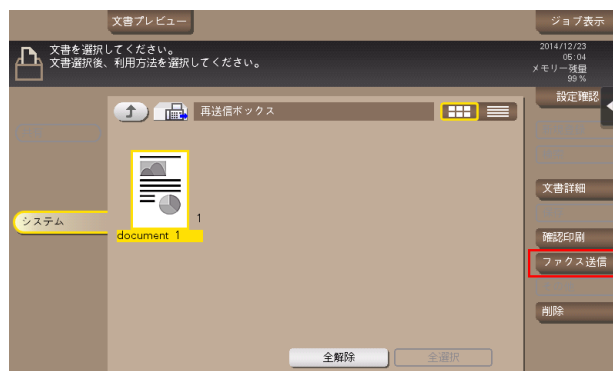 文書プレビュー
ジョブ表示
文書を選択してください。
文書選択後、利用方法を選択してください。
2014/12/23
05:04
メモリー残量
99 %
設定確認
再送信ボックス
文書詳細
システム
1
document 1
確認印刷
ファクス送信
削除
全解除
全選択